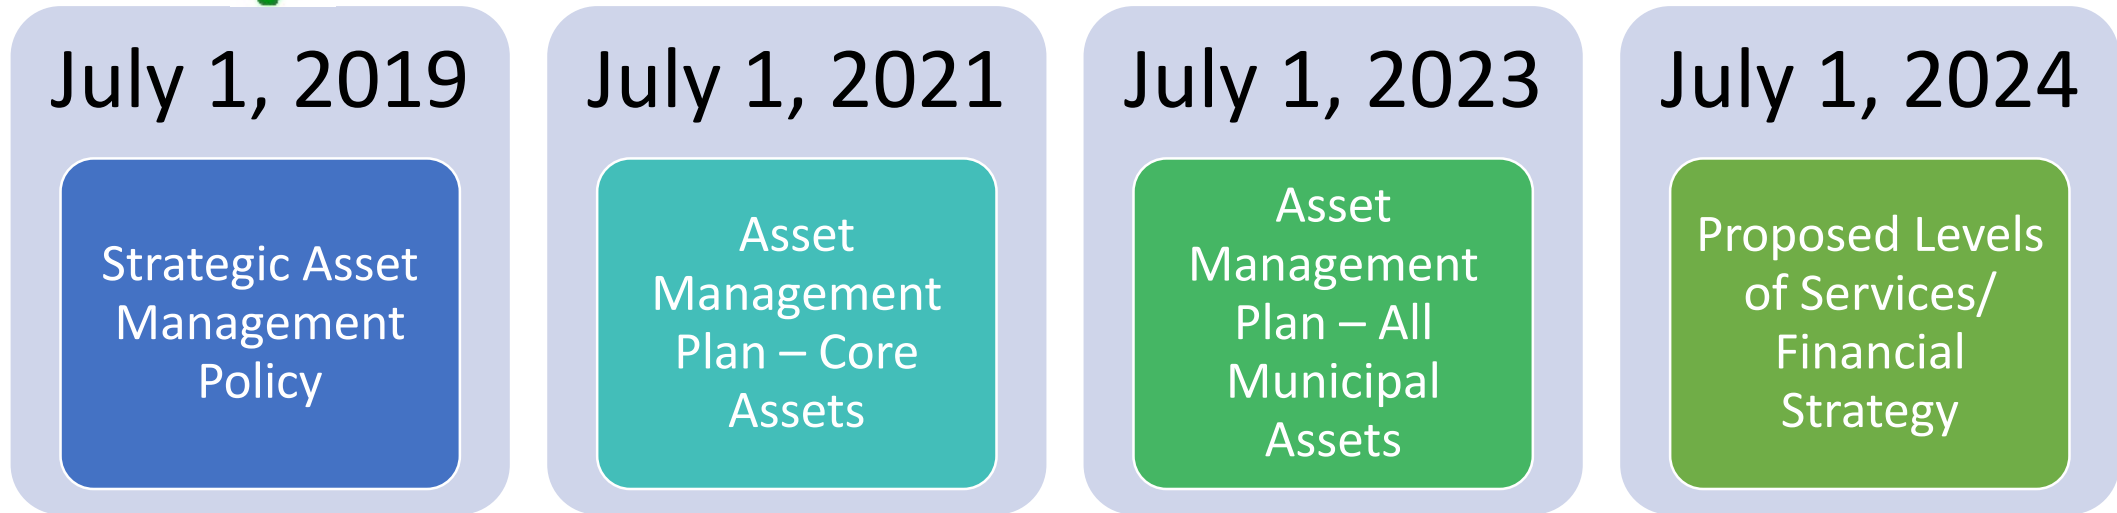 July 1, 2019
Strategic Asset
Management
Policy
July 1, 2021
Asset
Management
Plan – Core
Assets
July 1, 2023
Asset
Management
Plan – All
Municipal
Assets
July 1, 2024
Proposed Levels
of Services/
Financial
Strategy